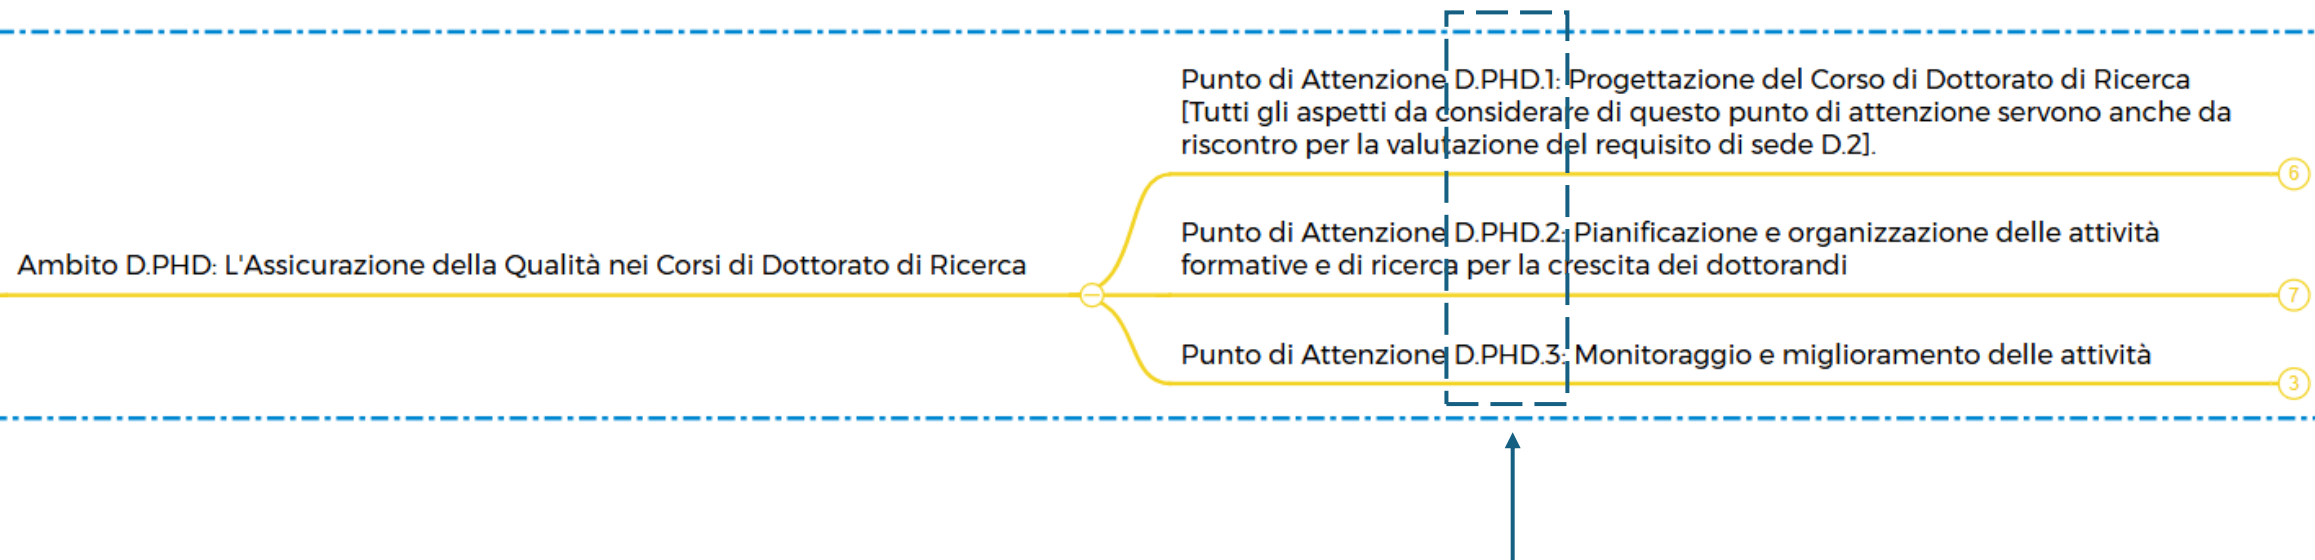 Punto di Attenzione D.PHD.1: Progettazione del Corso di Dottorato di Ricerca
[Tutti gli aspetti da considerare di questo punto di attenzione servono anche da
riscontro per la valutazione del requisito di sede D.2].
6
Punto di Attenzione D.PHD.2: Pianificazione e organizzazione delle attività
formative e di ricerca per la crescita dei dottorandi
Ambito D.PHD: L'Assicurazione della Qualità nei Corsi di Dottorato di Ricerca
7
Punto di Attenzione D.PHD.3: Monitoraggio e miglioramento delle attività
3